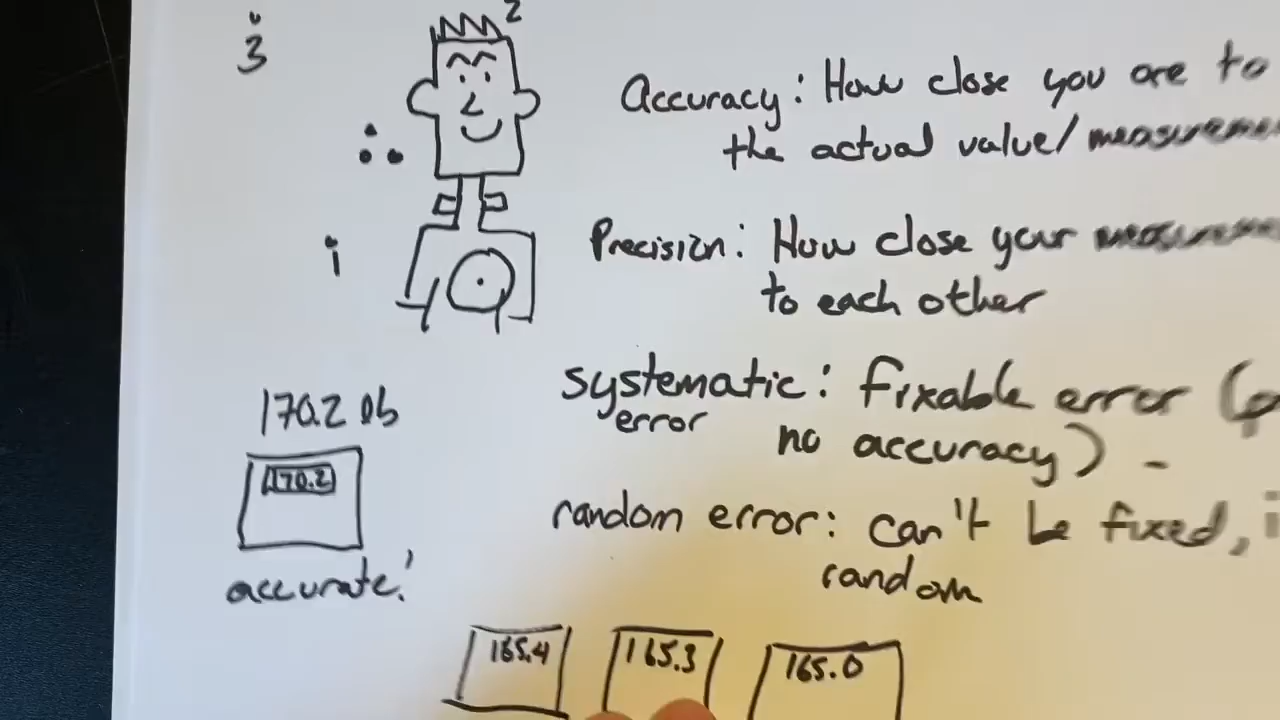 3
2
Accuracy: How close you are to
the actual value/measureme
i
Precision: How close your
to each other
systematic: fixable error
error
no accuracy) -
170.2 lb
170.2
accurate!
random error: can't be fixed, i
random
165.4 165.3 165.0